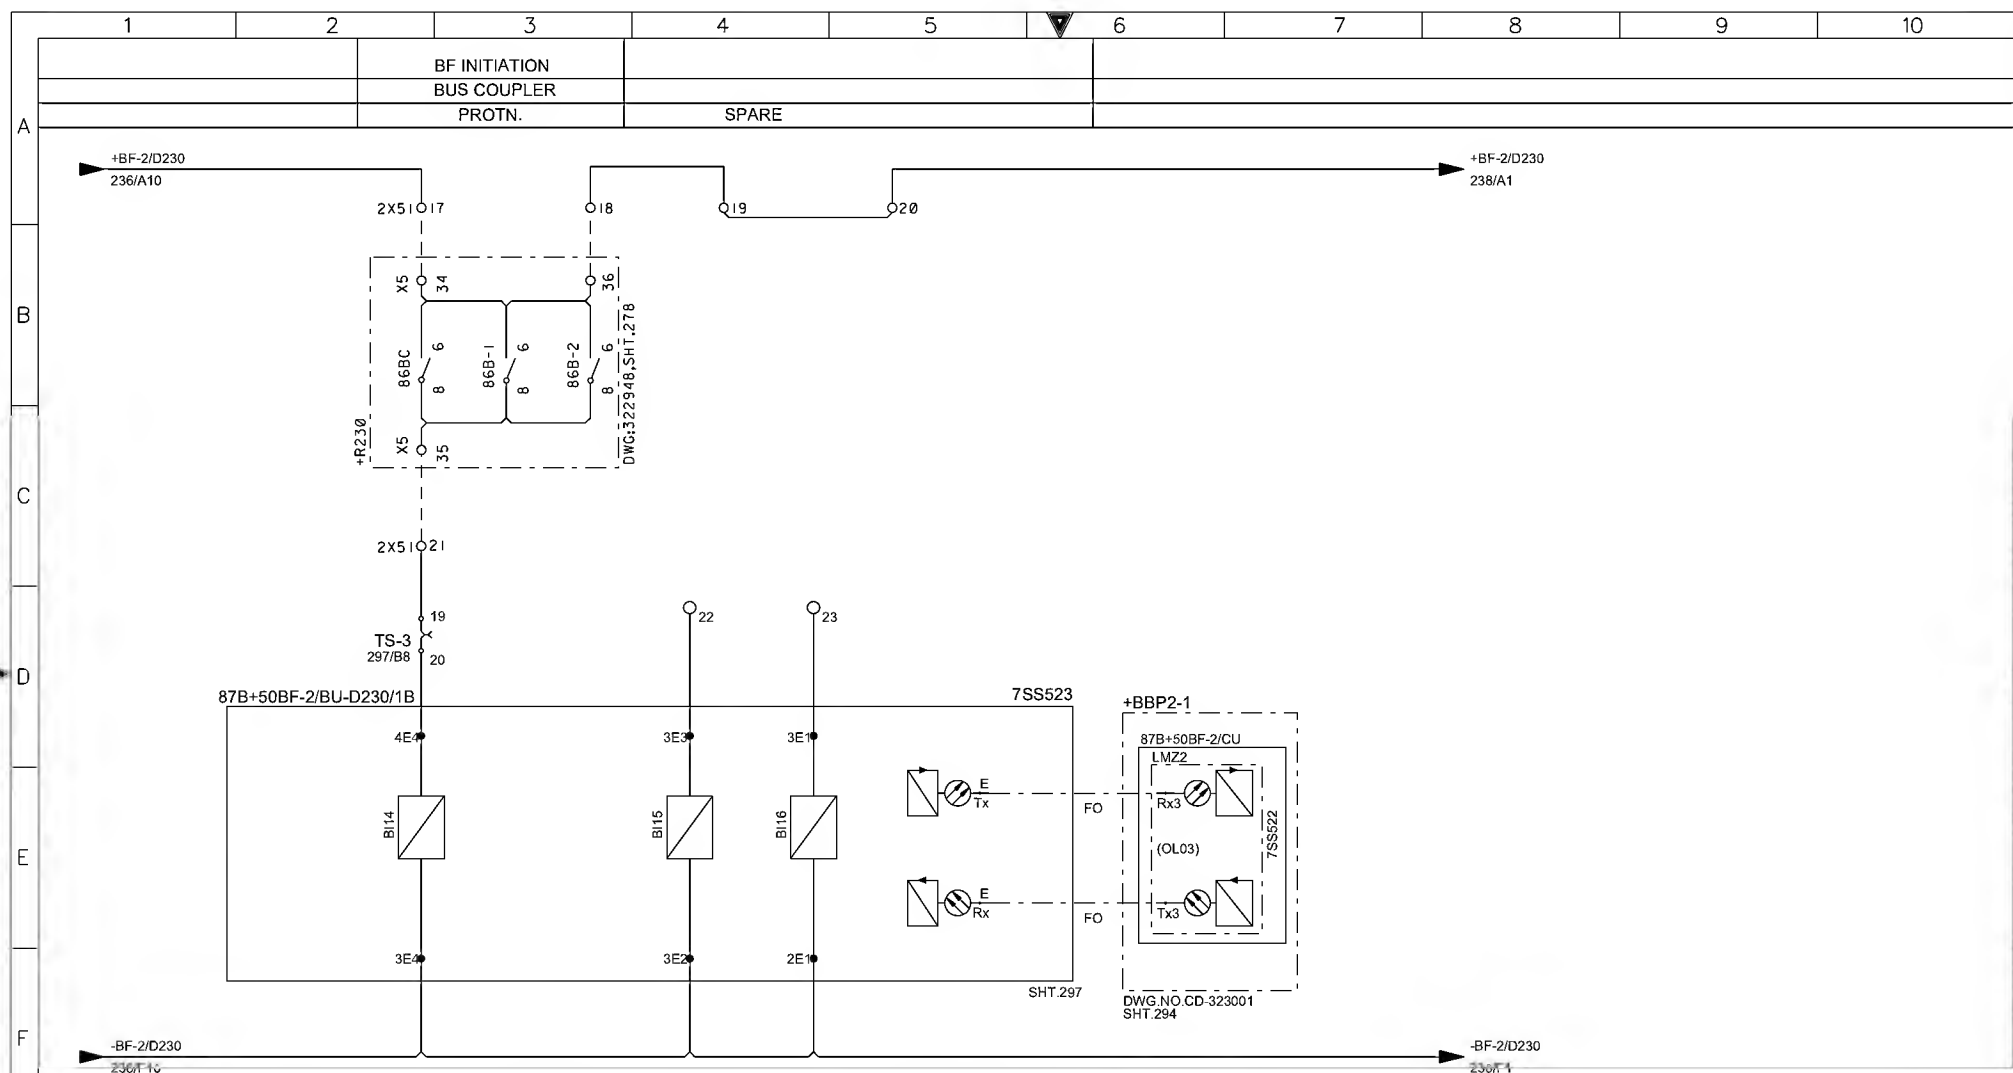 1 2 3 4 5 6 7 8 9 10
BF INITIATION
BUS COUPLER
PROTN. SPARE
A
+BF-2/D230 +BF-2/D230
236/A10 238/A1
2X51 17 18 19 20
B
X5 34 36
86BC 6 8
86B-1 6 8
86B-2 6 8
DWG:322948,SHT.278
+R230
X5 35
C
2X51 21
19
TS-3
297/B8 20
22 23
D
87B+50BF-2/BU-D230/1B 7SS523
+BBP2-1
4E4 3E3 3E1
87B+50BF-2/CU
LMZ2
E
Tx FO Rx3
BI14 BI15 BI16
(OL03) 7SS522
E
E
Rx FO Tx3
3E4 3E2 2E1
SHT.297
DWG.NO.CD-323001
SHT.294
F
-BF-2/D230 -BF-2/D230